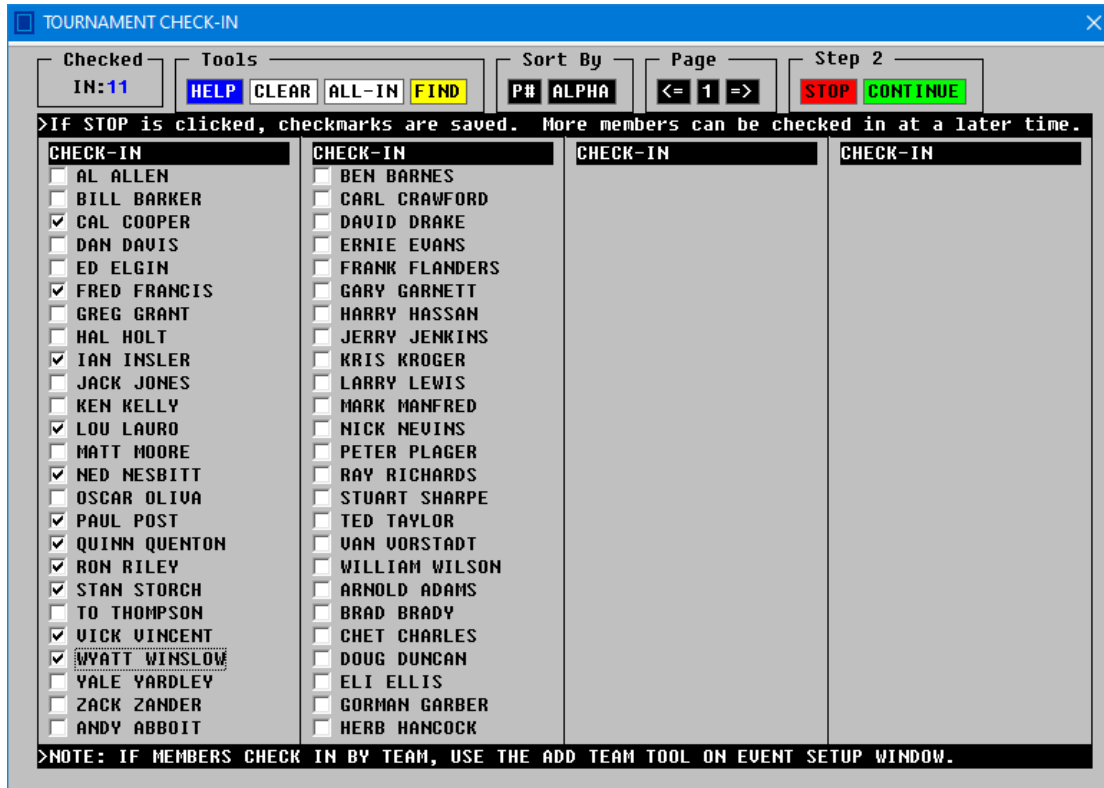 TOURNAMENT CHECK-IN
Checked
IN:11
Tools
HELP CLEAR ALL-IN FIND
Sort By
P# ALPHA
Page
<= 1 =>
Step 2
STOP CONTINUE
>If STOP is clicked, checkmarks are saved. More members can be checked in at a later time.
CHECK-IN
AL ALLEN
BILL BARKER
CAL COOPER
DAN DAVIS
ED ELGIN
FRED FRANCIS
GREG GRANT
HAL HOLT
IAN INSLER
JACK JONES
KEN KELLY
LOU LAURO
MATT MOORE
NED NESBITT
OSCAR OLIVA
PAUL POST
QUINN QUENTON
RON RILEY
STAN STORCH
TO THOMPSON
VICK VINCENT
WYATT WINSLOW
YALE YARDLEY
ZACK ZANDER
ANDY ABBOIT
CHECK-IN
BEN BARNES
CARL CRAWFORD
DAVID DRAKE
ERNIE EVANS
FRANK FLANDERS
GARY GARNETT
HARRY HASSAN
JERRY JENKINS
KRIS KROGER
LARRY LEWIS
MARK MANFRED
NICK NEVINS
PETER PLAGER
RAY RICHARDS
STUART SHARPE
TED TAYLOR
VAN VORSTADT
WILLIAM WILSON
ARNOLD ADAMS
BRAD BRADY
CHET CHARLES
DOUG DUNCAN
ELI ELLIS
GORMAN GARBER
HERB HANCOCK
CHECK-IN
CHECK-IN
>NOTE: IF MEMBERS CHECK IN BY TEAM, USE THE ADD TEAM TOOL ON EVENT SETUP WINDOW.